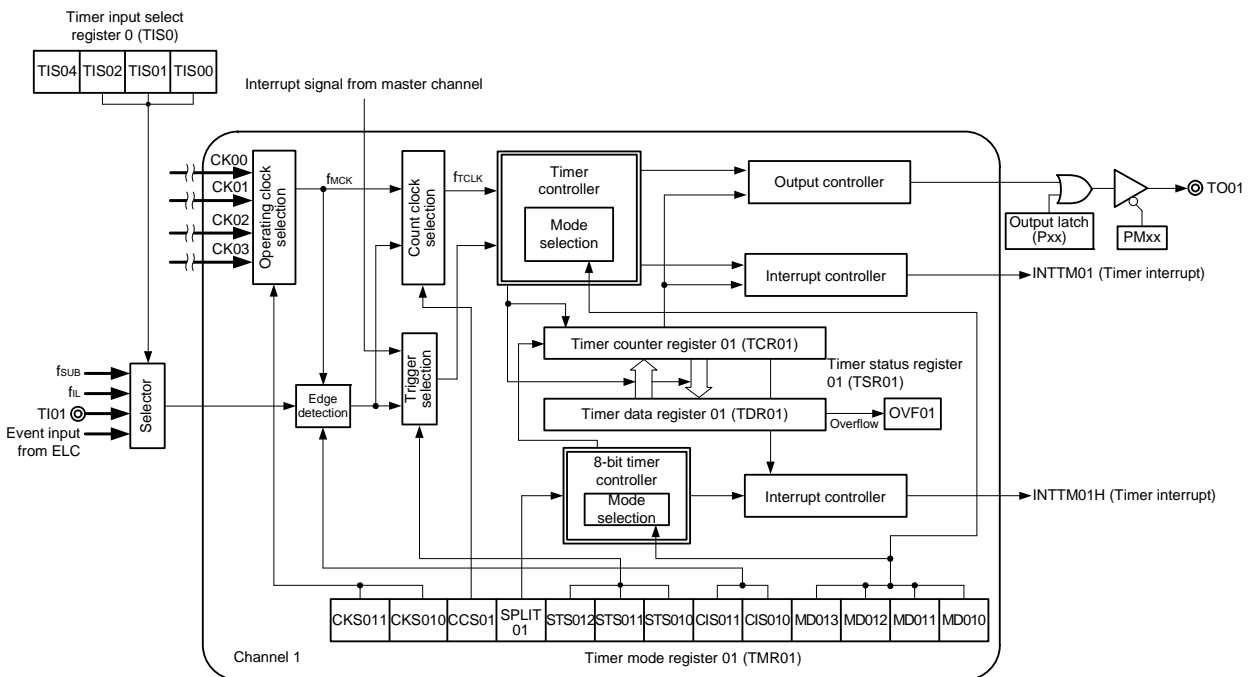 Timer input select
register 0 (TIS0)
TIS04 TIS02 TIS01 TIS00
Interrupt signal from master channel
CK00
CK01
CK02
CK03
Operating clock
selection
fMCK
Count clock
selection
fTCLK
Timer
controller
Mode
selection
Output controller
Output latch
(Pxx)
PMxx
TO01
Interrupt controller
INTTM01 (Timer interrupt)
Timer counter register 01 (TCR01)
Timer status register
01 (TSR01)
Timer data register 01 (TDR01)
Overflow
OVF01
fSUB
fIL
TI01
Event input
from ELC
Selector
Edge
detection
Trigger
selection
8-bit timer
controller
Mode
selection
Interrupt controller
INTTM01H (Timer interrupt)
CKS011 CKS010 CCS01 SPLIT
01 STS012 STS011 STS010 CIS011 CIS010 MD013 MD012 MD011 MD010
Channel 1
Timer mode register 01 (TMR01)